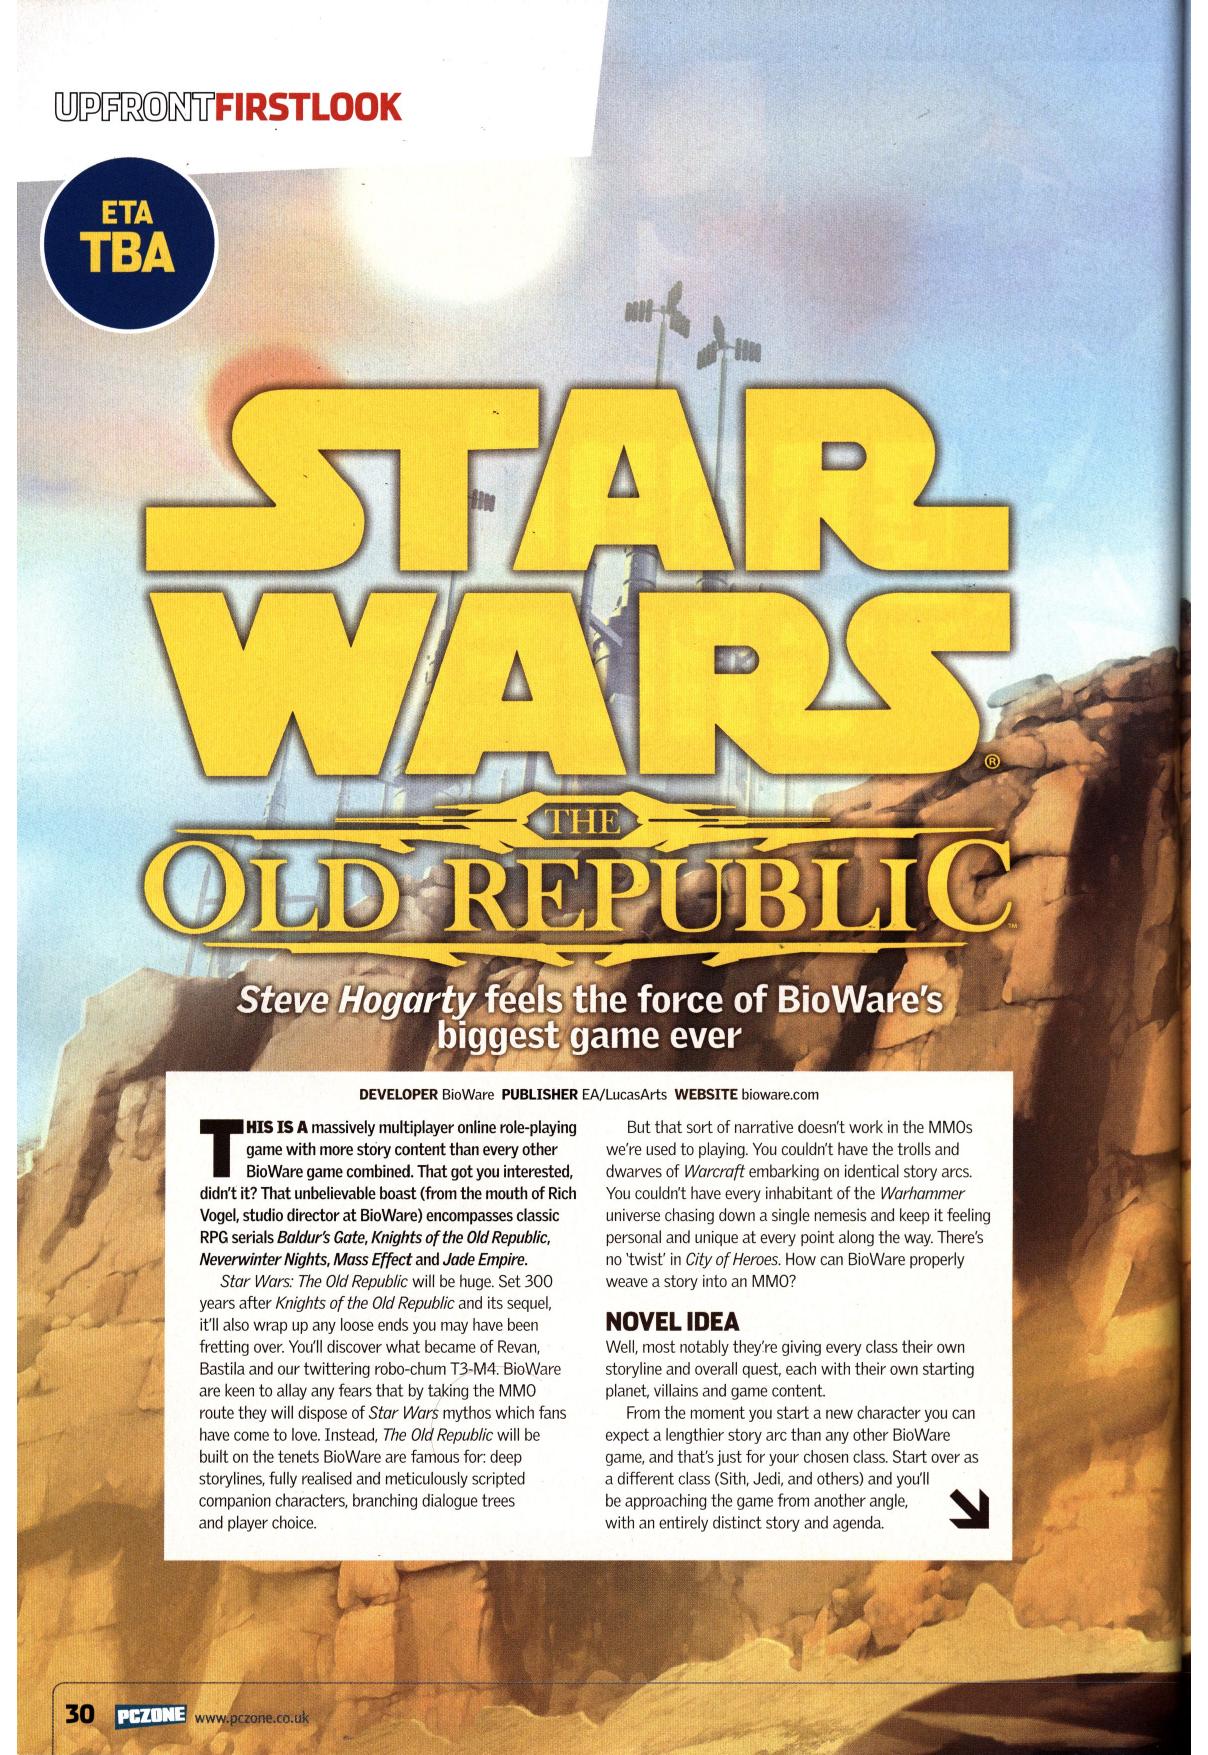 UPFRONTFIRSTLOOK
ETA
TBA
STAR
WARS®
THE
OLD REPUBLIC™
Steve Hogarty feels the force of BioWare's
biggest game ever
DEVELOPER BioWare PUBLISHER EA/LucasArts WEBSITE bioware.com
THIS IS A massively multiplayer online role-playing
game with more story content than every other
BioWare game combined. That got you interested,
didn't it? That unbelievable boast (from the mouth of Rich
Vogel, studio director at BioWare) encompasses classic
RPG serials Baldur's Gate, Knights of the Old Republic,
Neverwinter Nights, Mass Effect and Jade Empire.
Star Wars: The Old Republic will be huge. Set 300
years after Knights of the Old Republic and its sequel,
it'll also wrap up any loose ends you may have been
fretting over. You'll discover what became of Revan,
Bastila and our twittering robo-chum T3-M4. BioWare
are keen to allay any fears that by taking the MMO
route they will dispose of Star Wars mythos which fans
have come to love. Instead, The Old Republic will be
built on the tenets BioWare are famous for: deep
storylines, fully realised and meticulously scripted
companion characters, branching dialogue trees
and player choice.
But that sort of narrative doesn't work in the MMOs
we're used to playing. You couldn't have the trolls and
dwarves of Warcraft embarking on identical story arcs.
You couldn't have every inhabitant of the Warhammer
universe chasing down a single nemesis and keep it feeling
personal and unique at every point along the way. There's
no 'twist' in City of Heroes. How can BioWare properly
weave a story into an MMO?
NOVEL IDEA
Well, most notably they're giving every class their own
storyline and overall quest, each with their own starting
planet, villains and game content.
From the moment you start a new character you can
expect a lengthier story arc than any other BioWare
game, and that's just for your chosen class. Start over as
a different class (Sith, Jedi, and others) and you'll
be approaching the game from another angle,
with an entirely distinct story and agenda.
30 PCZONE www.pczone.co.uk